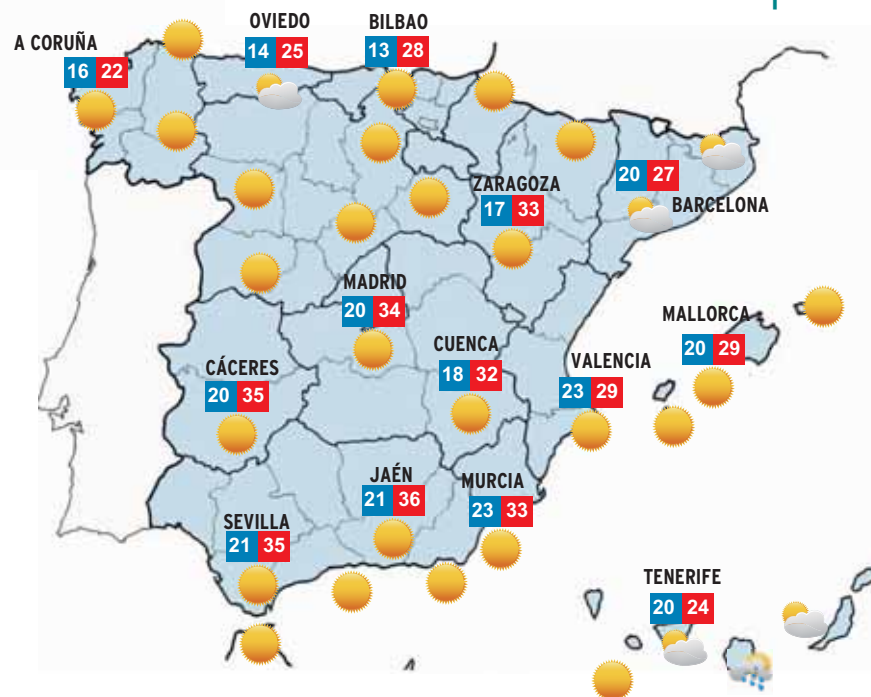 OVIEDO
14 25
BILBAO
13 28
A CORUÑA
16 22
ZARAGOZA
17 33
20 27
BARCELONA
MADRID
20 34
MALLORCA
20 29
CUENCA
18 32
VALENCIA
23 29
CÁCERES
20 35
JAÉN
21 36
MURCIA
23 33
SEVILLA
21 35
TENERIFE
20 24